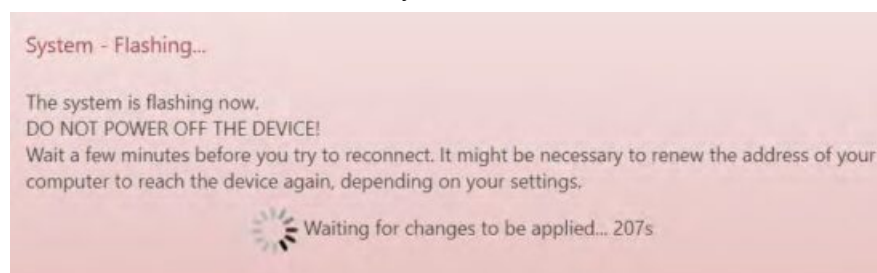 System - Flashing...
The system is flashing now.
DO NOT POWER OFF THE DEVICE!
Wait a few minutes before you try to reconnect. It might be necessary to renew the address of your
computer to reach the device again, depending on your settings.
Waiting for changes to be applied... 207s